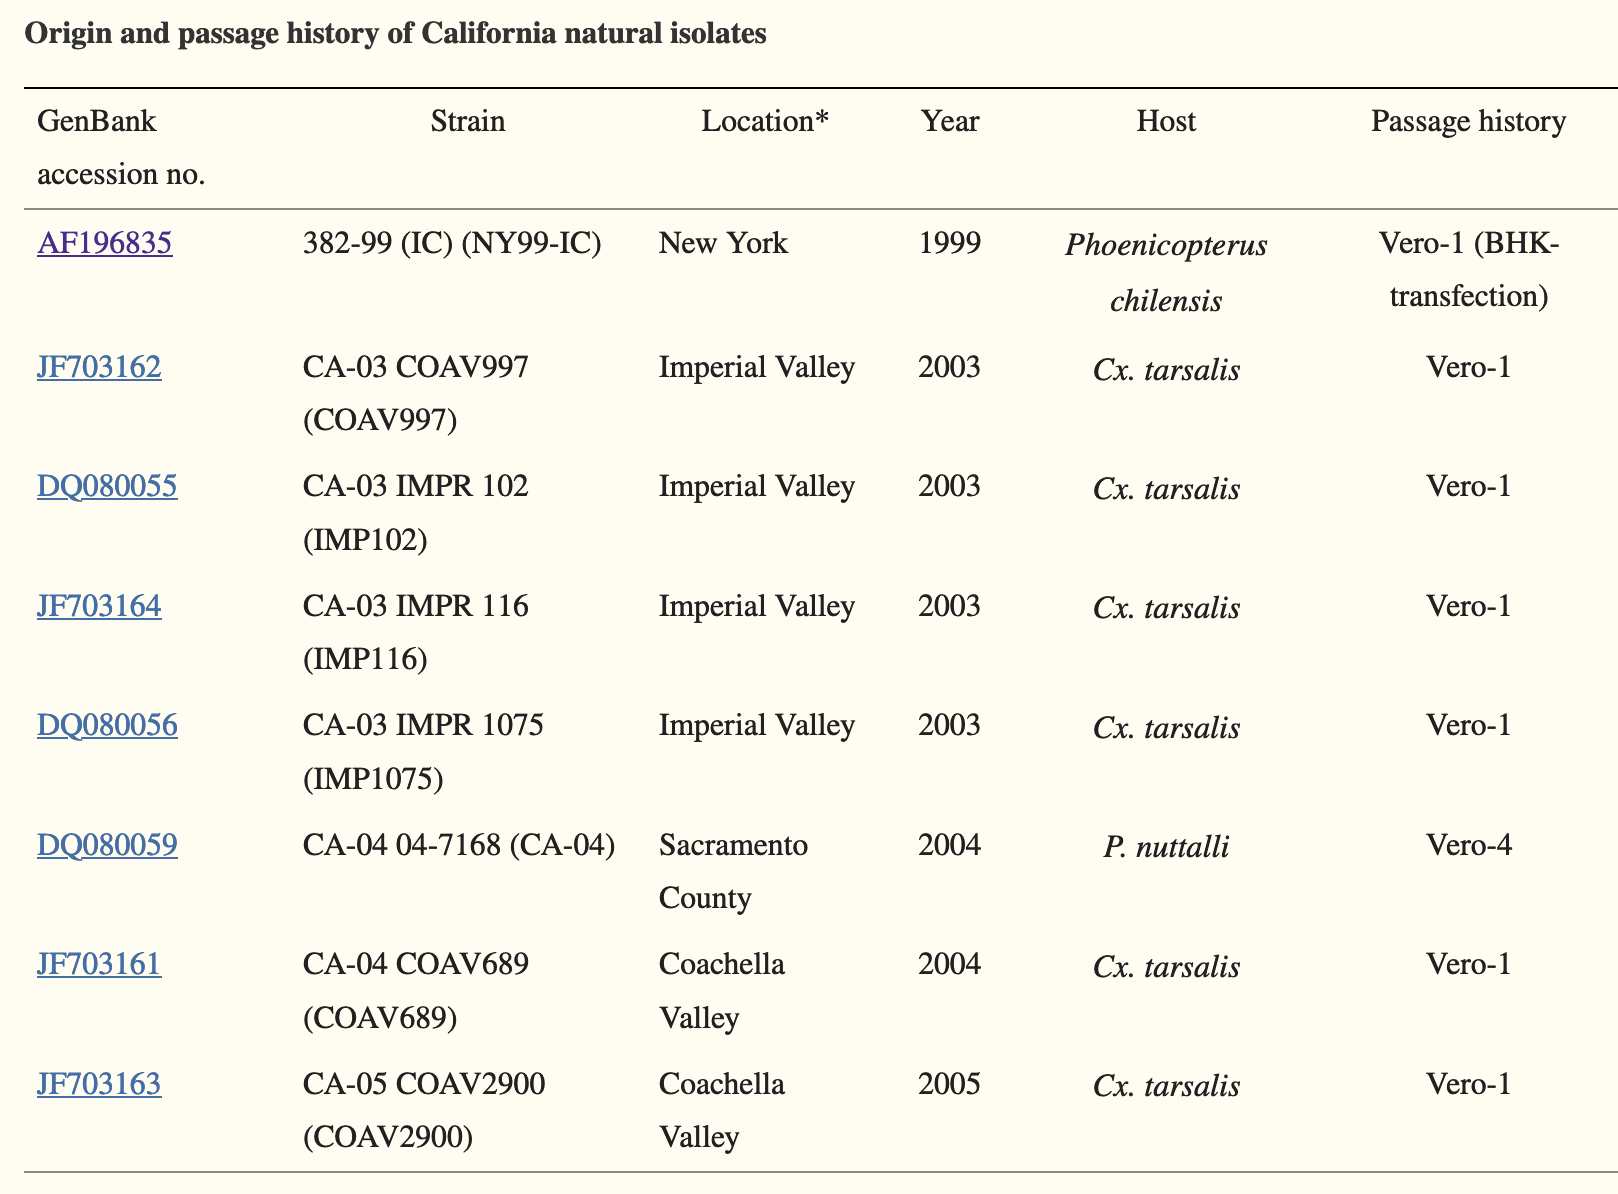 Origin and passage history of California natural isolates
GenBank accession no. Strain Location* Year Host Passage history
AF196835 382-99 (IC) (NY99-IC) New York 1999 Phoenicopterus chilensis Vero-1 (BHK-transfection)
JF703162 CA-03 COAV997 (COAV997) Imperial Valley 2003 Cx. tarsalis Vero-1
DQ080055 CA-03 IMPR 102 (IMP102) Imperial Valley 2003 Cx. tarsalis Vero-1
JF703164 CA-03 IMPR 116 (IMP116) Imperial Valley 2003 Cx. tarsalis Vero-1
DQ080056 CA-03 IMPR 1075 (IMP1075) Imperial Valley 2003 Cx. tarsalis Vero-1
DQ080059 CA-04 04-7168 (CA-04) Sacramento County 2004 P. nuttalli Vero-4
JF703161 CA-04 COAV689 (COAV689) Coachella Valley 2004 Cx. tarsalis Vero-1
JF703163 CA-05 COAV2900 (COAV2900) Coachella Valley 2005 Cx. tarsalis Vero-1